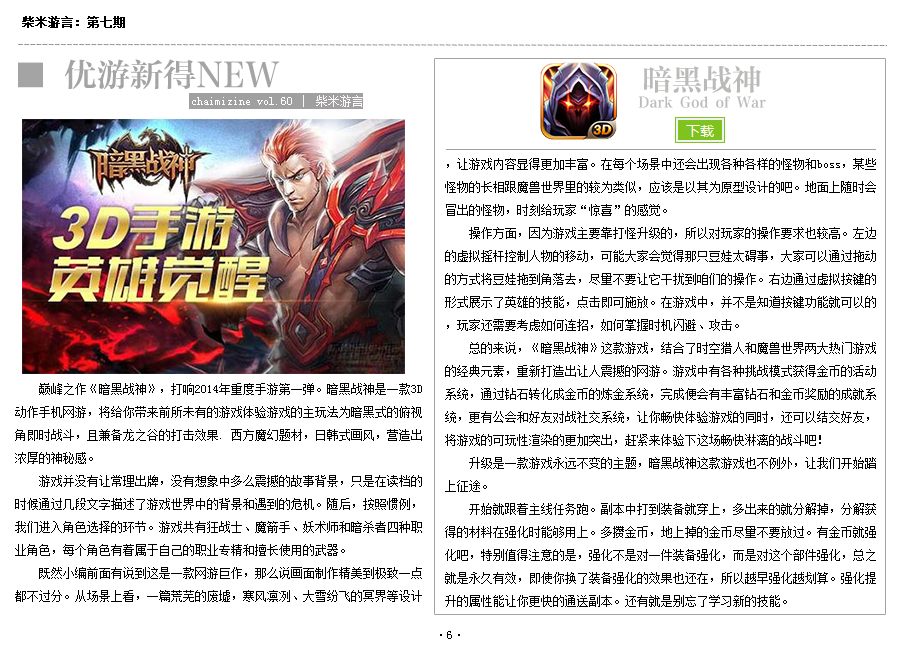 柴米游言：第七期
优游新得NEW
chaimizine vol.60 | 柴米游言
暗黑战神
3D手游
英雄觉醒
巅峰之作《暗黑战神》，打响2014年重度手游第一弹。暗黑战神是一款3D
动作手机网游，将给你带来前所未有的游戏体验游戏的主玩法为暗黑式的俯视
角即时战斗，且兼备龙之谷的打击效果. 西方魔幻题材，日韩式画风，营造出
浓厚的神秘感。
游戏并没有让常理出牌，没有想象中多么震撼的故事背景，只是在读档的
时候通过几段文字描述了游戏世界中的背景和遇到的危机。随后，按照惯例，
我们进入角色选择的环节。游戏共有狂战士、魔箭手、妖术师和暗杀者四种职
业角色，每个角色有着属于自己的职业专精和擅长使用的武器。
既然小编前面有说到这是一款网游巨作，那么说画面制作精美到极致一点
都不过分。从场景上看，一篇荒芜的废墟，寒风凛冽、大雪纷飞的冥界等设计
3D
暗黑战神
Dark God of War
下载
，让游戏内容显得更加丰富。在每个场景中还会出现各种各样的怪物和boss，某些
怪物的长相跟魔兽世界里的较为类似，应该是以其为原型设计的吧。地面上随时会
冒出的怪物，时刻给玩家“惊喜”的感觉。
操作方面，因为游戏主要靠打怪升级的，所以对玩家的操作要求也较高。左边
的虚拟摇杆控制人物的移动，可能大家会觉得那只豆娃太碍事，大家可以通过拖动
的方式将豆娃拖到角落去，尽量不要让它干扰到咱们的操作。右边通过虚拟按键的
形式展示了英雄的技能，点击即可施放。在游戏中，并不是知道按键功能就可以的
，玩家还需要考虑如何连招，如何掌握时机闪避、攻击。
总的来说，《暗黑战神》这款游戏，结合了时空猎人和魔兽世界两大热门游戏
的经典元素，重新打造出让人震撼的网游。游戏中有各种挑战模式获得金币的活动
系统，通过钻石转化成金币的炼金系统，完成便会有丰富钻石和金币奖励的成就系
统，更有公会和好友对战社交系统，让你畅快体验游戏的同时，还可以结交好友，
将游戏的可玩性渲染的更加突出，赶紧来体验下这场畅快淋漓的战斗吧！
升级是一款游戏永远不变的主题，暗黑战神这款游戏也不例外，让我们开始踏
上征途。
开始就跟着主线任务跑。副本中打到装备就穿上，多出来的就分解掉，分解获
得的材料在强化时能够用上。多攒金币，地上掉的金币尽量不要放过。有金币就强
化吧，特别值得注意的是，强化不是对一件装备强化，而是对这个部件强化，总之
就是永久有效，即使你换了装备强化的效果也还在，所以越早强化越划算。强化提
升的属性能让你更快的通送副本。还有就是别忘了学习新的技能。
·6·